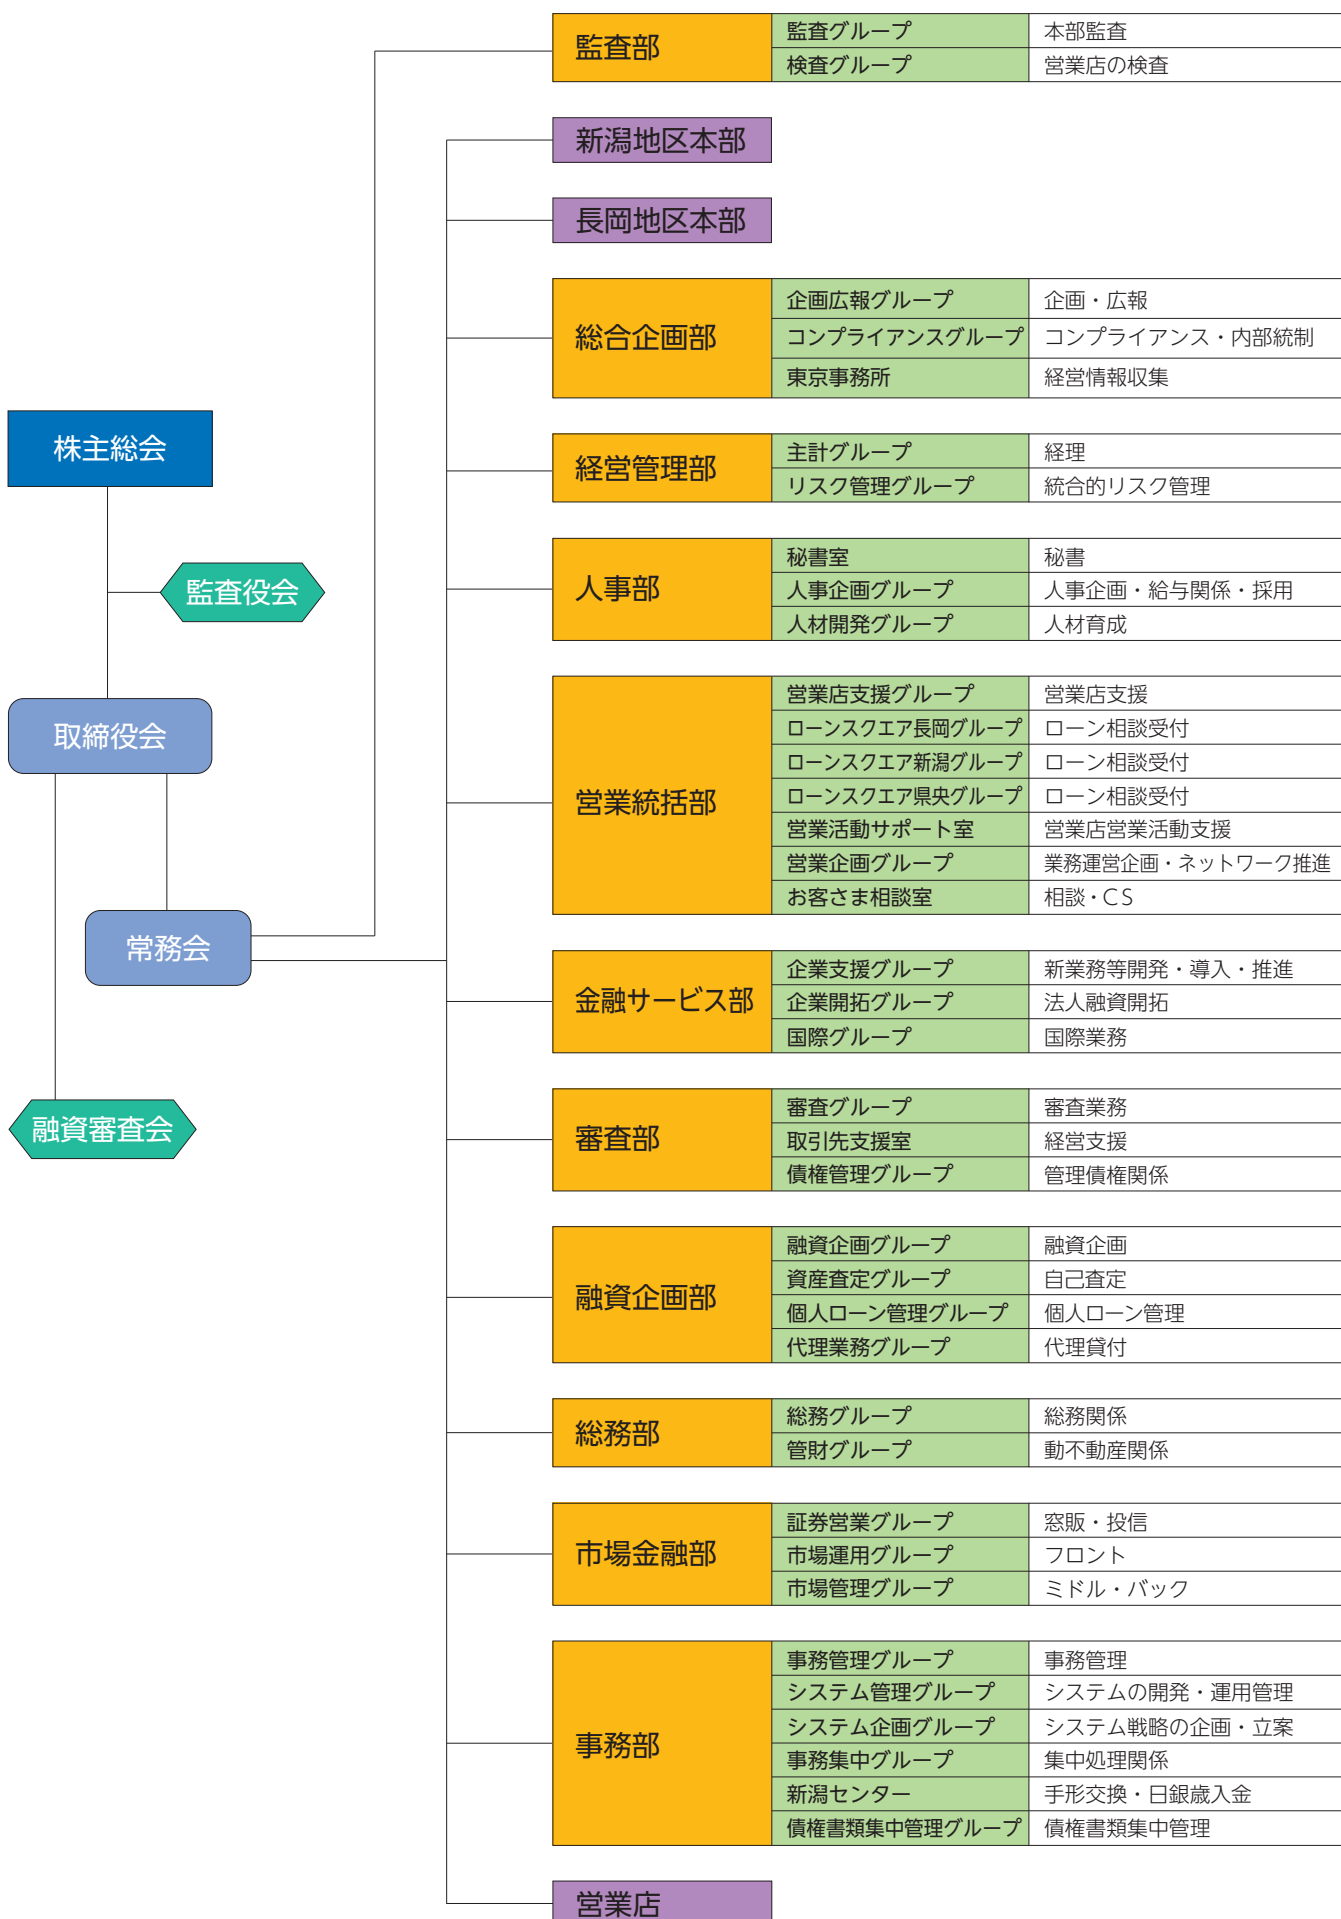 株主総会
監査役会
取締役会
常務会
融資審査会
監査部
監査グループ 本部監査
検査グループ 営業店の検査
新潟地区本部
長岡地区本部
総合企画部
企画広報グループ 企画・広報
コンプライアンスグループ コンプライアンス・内部統制
東京事務所 経営情報収集
経営管理部
主計グループ 経理
リスク管理グループ 統合的リスク管理
人事部
秘書室 秘書
人事企画グループ 人事企画・給与関係・採用
人材開発グループ 人材育成
営業統括部
営業店支援グループ 営業店支援
ローンスクエア長岡グループ ローン相談受付
ローンスクエア新潟グループ ローン相談受付
ローンスクエア県央グループ ローン相談受付
営業活動サポート室 営業店営業活動支援
営業企画グループ 業務運営企画・ネットワーク推進
お客さま相談室 相談・CS
金融サービス部
企業支援グループ 新業務等開発・導入・推進
企業開拓グループ 法人融資開拓
国際グループ 国際業務
審査部
審査グループ 審査業務
取引先支援室 経営支援
債権管理グループ 管理債権関係
融資企画部
融資企画グループ 融資企画
資産査定グループ 自己査定
個人ローン管理グループ 個人ローン管理
代理業務グループ 代理貸付
総務部
総務グループ 総務関係
管財グループ 動不動産関係
市場金融部
証券営業グループ 窓販・投信
市場運用グループ フロント
市場管理グループ ミドル・バック
事務部
事務管理グループ 事務管理
システム管理グループ システムの開発・運用管理
システム企画グループ システム戦略の企画・立案
事務集中グループ 集中処理関係
新潟センター 手形交換・日銀歳入金
債権書類集中管理グループ 債権書類集中管理
営業店